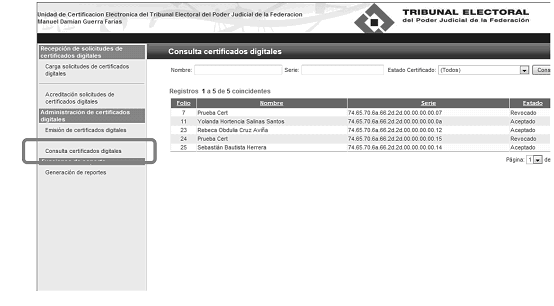 Unidad de Certificacion Electronica del Tribunal Electoral del Poder Judicial de la Federacion
Manuel Damian Guerra Farias
TRIBUNAL ELECTORAL
del Poder Judicial de la Federación
Recepción de solicitudes de
certificados digitales
Carga solicitudes de certificados
digitales
Acreditación solicitudes de
certificados digitales
Administración de certificados
digitales
Emisión de certificados digitales
Consulta certificados digitales
Generación de reportes
Consulta certificados digitales
Nombre: Serie: Estado Certificado: (Todos) Cons
Registros 1 a 5 de 5 coincidentes
Folio Nombre Serie Estado
7 Prueba Cert 74.65.70.6a.66.2d.2d.00.00.00.00.07 Revocado
11 Yolanda Hortencia Salinas Santos 74.65.70.6a.66.2d.2d.00.00.00.00.0a Aceptado
23 Rebeca Obdulia Cruz Aviña 74.65.70.6a.66.2d.2d.00.00.00.00.12 Aceptado
24 Prueba Cert 74.65.70.6a.66.2d.2d.00.00.00.00.15 Revocado
25 Sebastián Bautista Herrera 74.65.70.6a.66.2d.2d.00.00.00.00.14 Aceptado
Página: 1 de